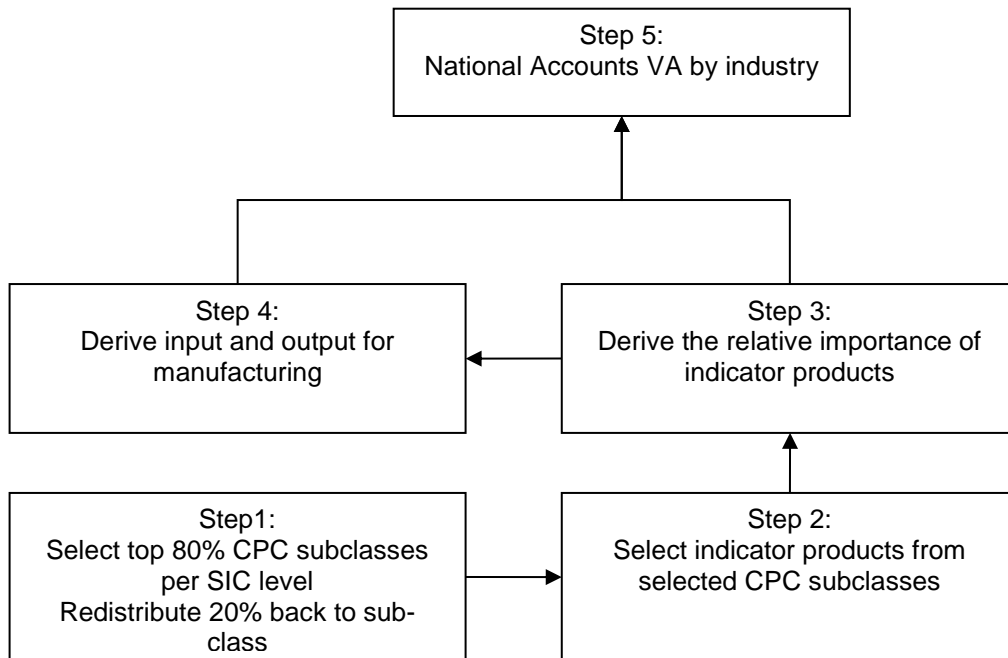 Step 5:
National Accounts VA by industry
Step 4:
Derive input and output for
manufacturing
Step 3:
Derive the relative importance of
indicator products
Step1:
Select top 80% CPC subclasses
per SIC level
Redistribute 20% back to sub-
class
Step 2:
Select indicator products from
selected CPC subclasses